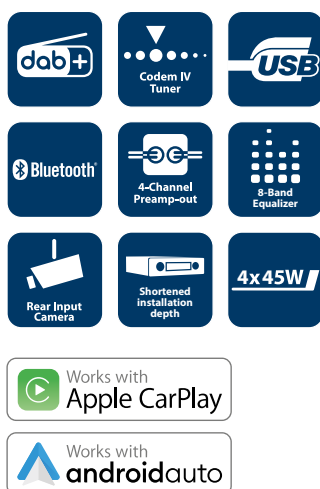 dab+
Codem IV
Tuner
USB
Bluetooth®
4-Channel
Preamp-out
8-Band
Equalizer
Rear Input
Camera
Shortened
installation
depth
4x45W
Works with
Apple CarPlay
Works with
androidauto